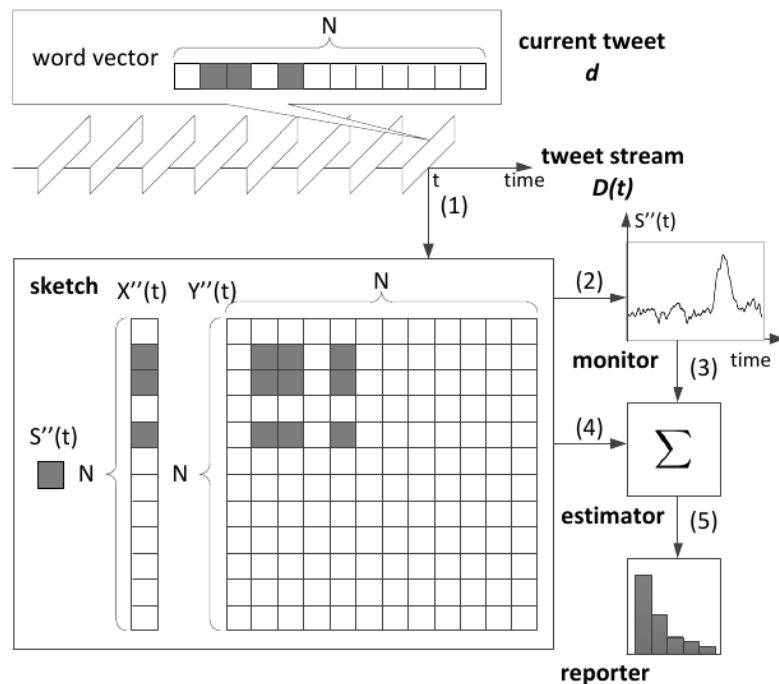 N
word vector
current tweet
d
t
time
tweet stream
D(t)
(1)
S''(t)
sketch
X''(t)
Y''(t)
N
(2)
monitor
time
(3)
S''(t)
N
N
(4)
∑
estimator
(5)
reporter